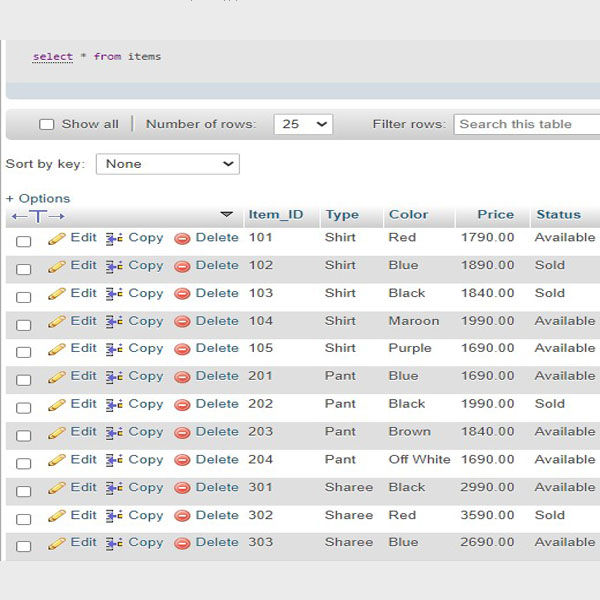 select * from items
Show all | Number of rows: 25 Filter rows: Search this table
Sort by key: None
+ Options
←T→ Item_ID Type Color Price Status
Edit Copy Delete 101 Shirt Red 1790.00 Available
Edit Copy Delete 102 Shirt Blue 1890.00 Sold
Edit Copy Delete 103 Shirt Black 1840.00 Sold
Edit Copy Delete 104 Shirt Maroon 1990.00 Available
Edit Copy Delete 105 Shirt Purple 1690.00 Available
Edit Copy Delete 201 Pant Blue 1690.00 Available
Edit Copy Delete 202 Pant Black 1990.00 Sold
Edit Copy Delete 203 Pant Brown 1840.00 Available
Edit Copy Delete 204 Pant Off White 1690.00 Available
Edit Copy Delete 301 Sharee Black 2990.00 Available
Edit Copy Delete 302 Sharee Red 3590.00 Sold
Edit Copy Delete 303 Sharee Blue 2690.00 Available